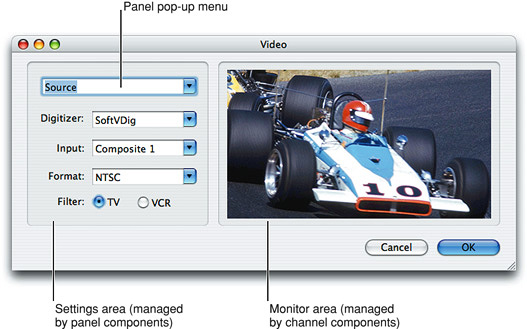 Panel pop-up menu
Video
Source
Digitizer: SoftVDig
Input: Composite 1
Format: NTSC
Filter: TV VCR
10
Cancel OK
Settings area (managed
by panel components)
Monitor area (managed
by channel components)